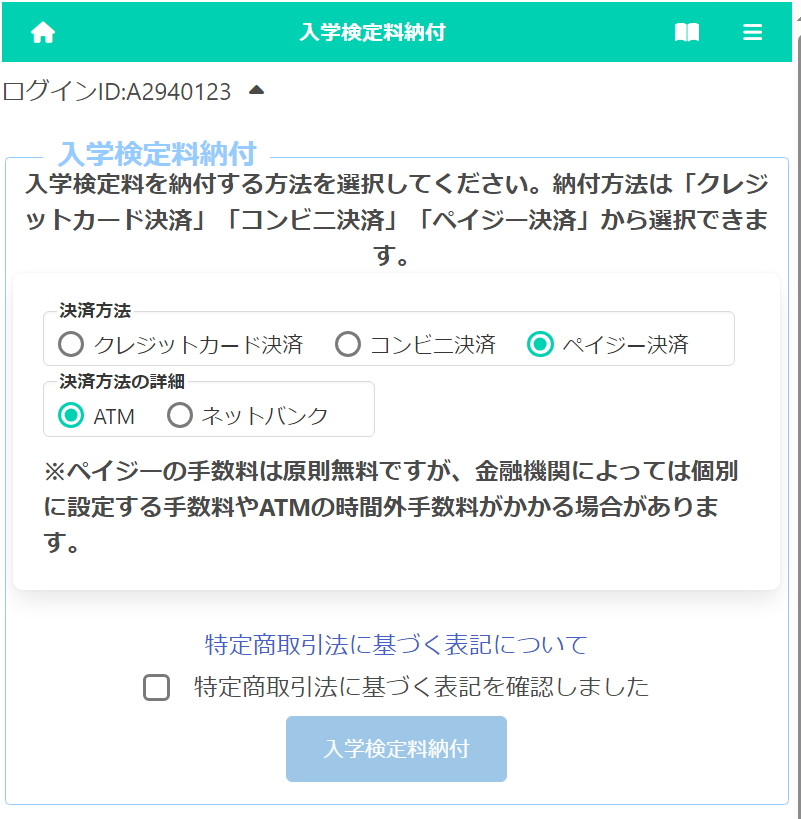 入学検定料納付
ログインID:A2940123
入学検定料納付
入学検定料を納付する方法を選択してください。納付方法は「クレジ
ットカード決済」「コンビニ決済」「ペイジー決済」から選択できま
す。
決済方法
クレジットカード決済 コンビニ決済 ペイジー決済
決済方法の詳細
ATM ネットバンク
※ペイジーの手数料は原則無料ですが、金融機関によっては個別
に設定する手数料やATMの時間外手数料がかかる場合がありま
す。
特定商取引法に基づく表記について
特定商取引法に基づく表記を確認しました
入学検定料納付